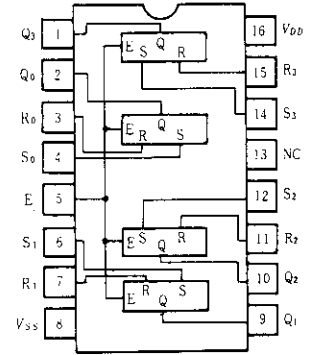 Q3 1 16 VDD
Q0 2 15 R3
R0 3 14 S3
S0 4 13 NC
E 5 12 S2
S1 6 11 R2
R1 7 10 Q2
VSS 8 9 Q1
E S Q R
E R Q S
E S Q R
E R Q S